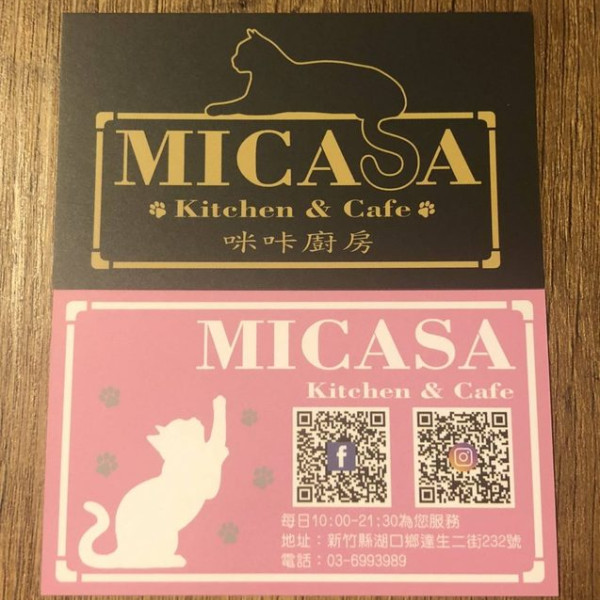 MICASA
Kitchen & Cafe
咪咔廚房
MICASA
Kitchen & Cafe
每日10:00-21:30為您服務
地址：新竹縣湖口鄉達生二街232號
電話：03-6993989